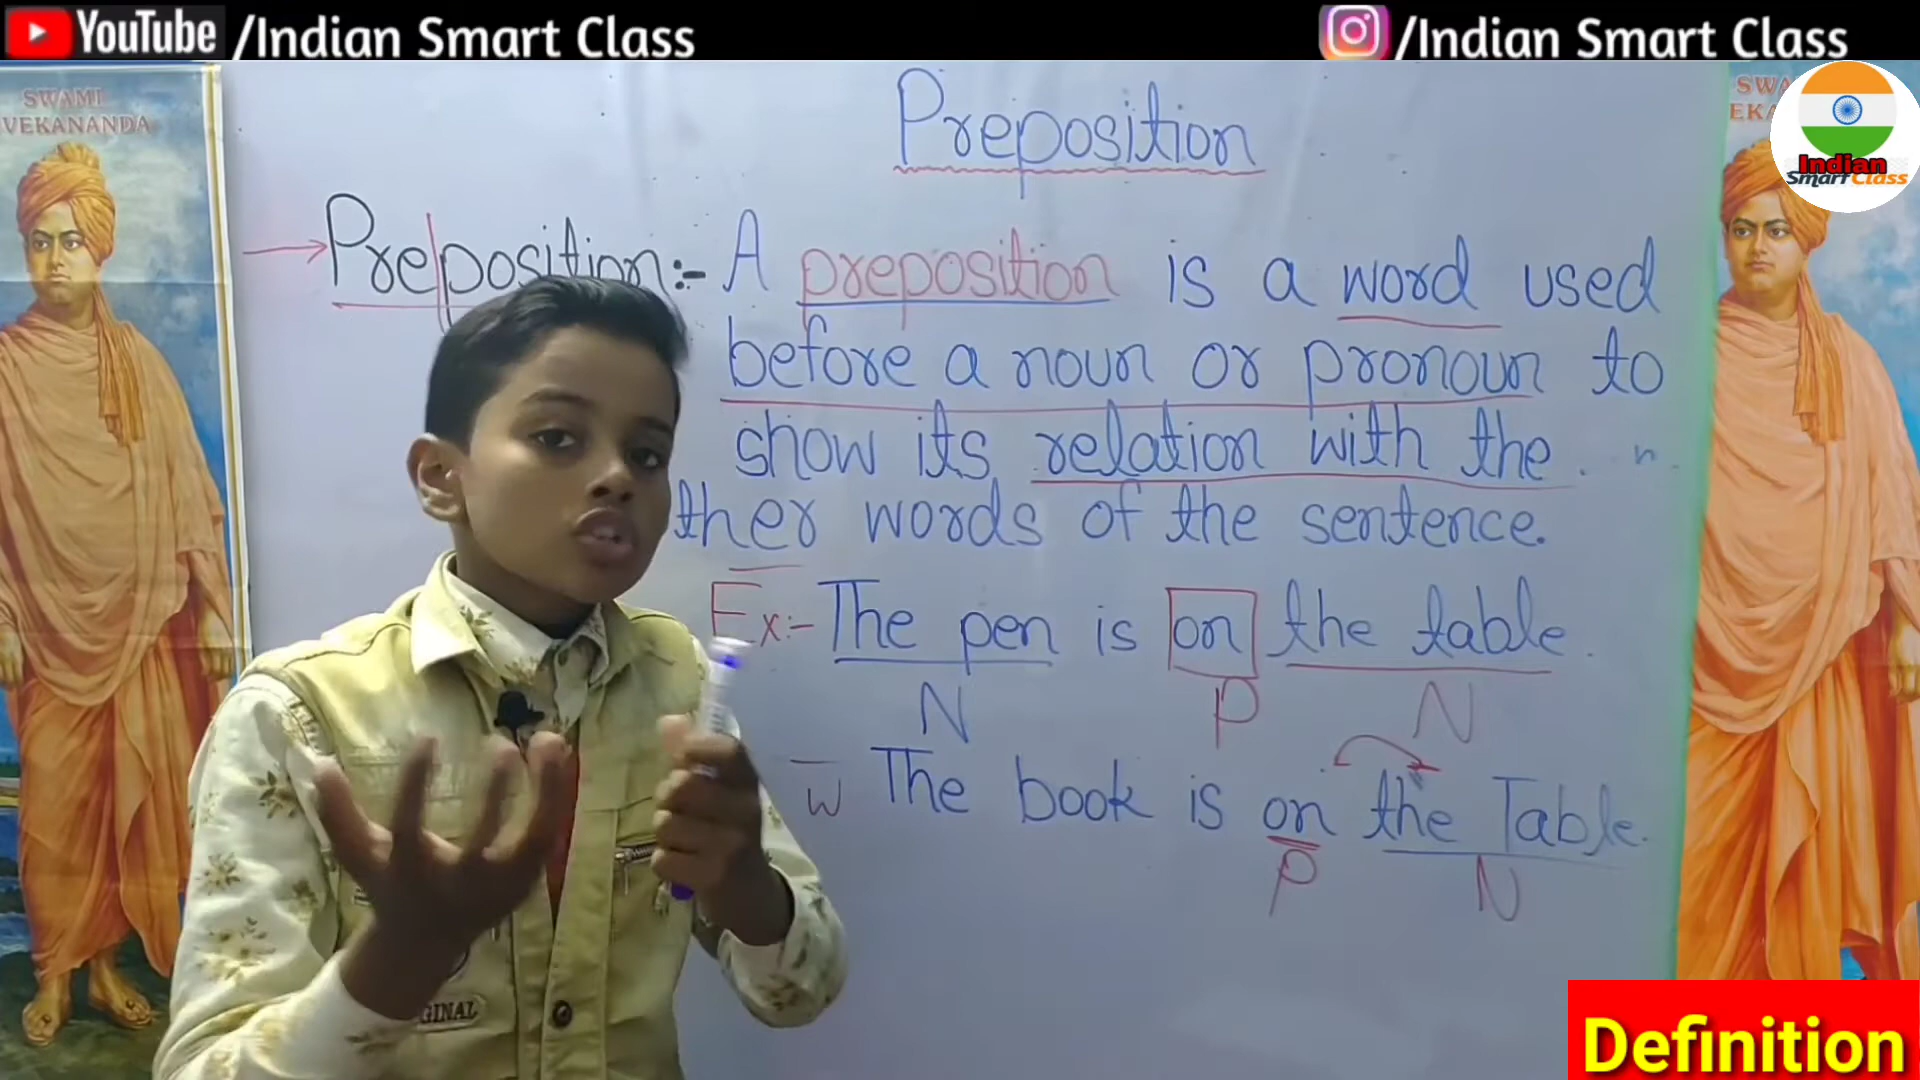 YouTube /Indian Smart Class
/Indian Smart Class
SWAMI
VEKANANDA
SWA
EKA
Indian
Smart Class
Preposition
Preposition:- A preposition is a word used
before a noun or pronoun to
show its relation with the
ther words of the sentence.
Ex:- The pen is on the table.
N P N
W The book is on the Table.
P N
GINAL
Definition